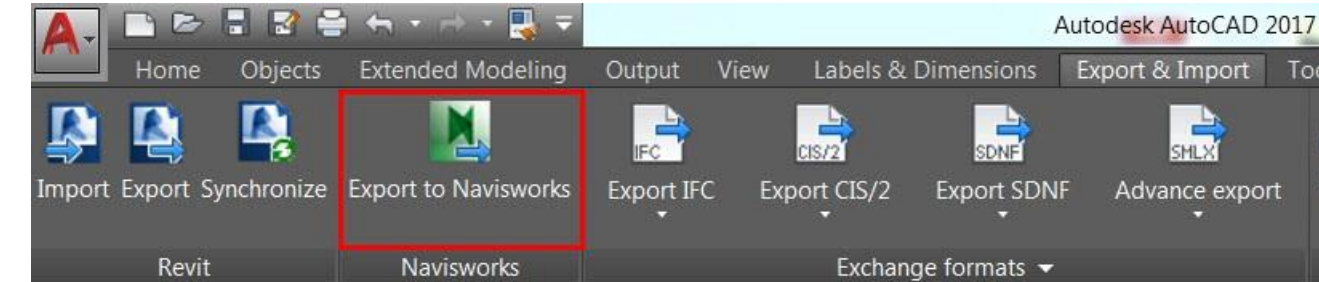 Autodesk AutoCAD 2017
Home Objects Extended Modeling Output View Labels & Dimensions Export & Import
IFC CIS/2 SDNF SMLX
Import Export Synchronize Export to Navisworks Export IFC Export CIS/2 Export SDNF Advance export
Revit Navisworks Exchange formats